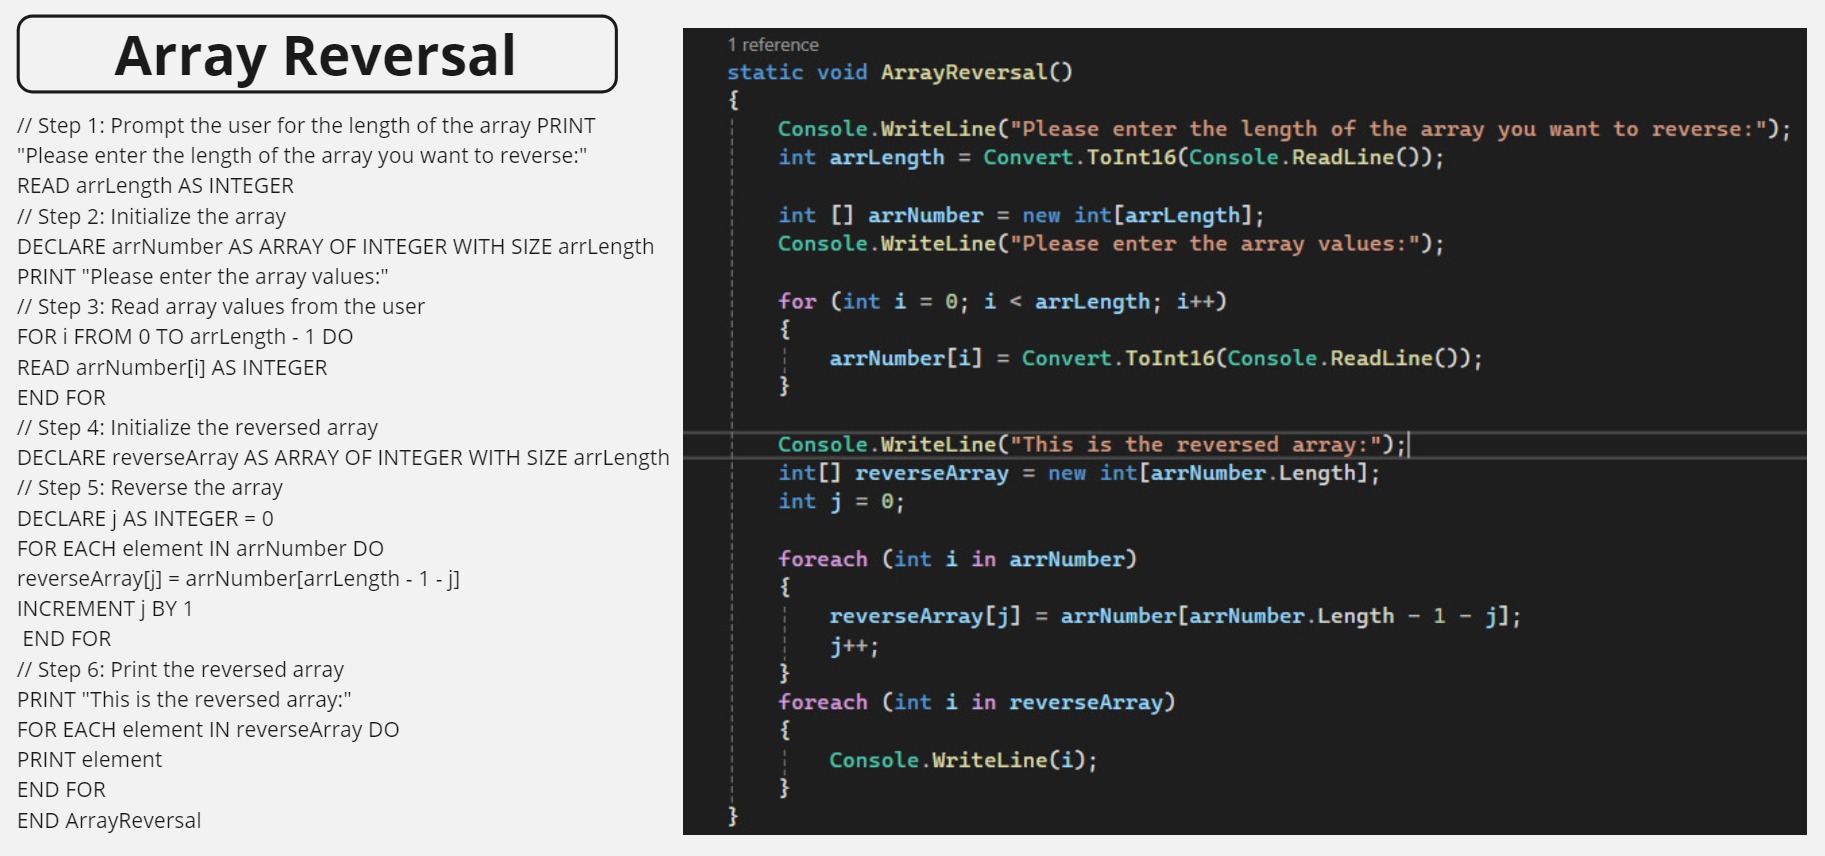 Array Reversal
// Step 1: Prompt the user for the length of the array PRINT
"Please enter the length of the array you want to reverse:"
READ arrLength AS INTEGER
// Step 2: Initialize the array
DECLARE arrNumber AS ARRAY OF INTEGER WITH SIZE arrLength
PRINT "Please enter the array values:"
// Step 3: Read array values from the user
FOR i FROM 0 TO arrLength - 1 DO
READ arrNumber[i] AS INTEGER
END FOR
// Step 4: Initialize the reversed array
DECLARE reverseArray AS ARRAY OF INTEGER WITH SIZE arrLength
// Step 5: Reverse the array
DECLARE j AS INTEGER = 0
FOR EACH element IN arrNumber DO
reverseArray[j] = arrNumber[arrLength - 1 - j]
INCREMENT j BY 1
END FOR
// Step 6: Print the reversed array
PRINT "This is the reversed array:"
FOR EACH element IN reverseArray DO
PRINT element
END FOR
END ArrayReversal
1 reference
static void ArrayReversal()
{
Console.WriteLine("Please enter the length of the array you want to reverse:");
int arrLength = Convert.ToInt16(Console.ReadLine());
int [] arrNumber = new int[arrLength];
Console.WriteLine("Please enter the array values:");
for (int i = 0; i < arrLength; i++)
{
arrNumber[i] = Convert.ToInt16(Console.ReadLine());
}
Console.WriteLine("This is the reversed array:");
int[] reverseArray = new int[arrNumber.Length];
int j = 0;
foreach (int i in arrNumber)
{
reverseArray[j] = arrNumber[arrNumber.Length - 1 - j];
j++;
}
foreach (int i in reverseArray)
{
Console.WriteLine(i);
}
}